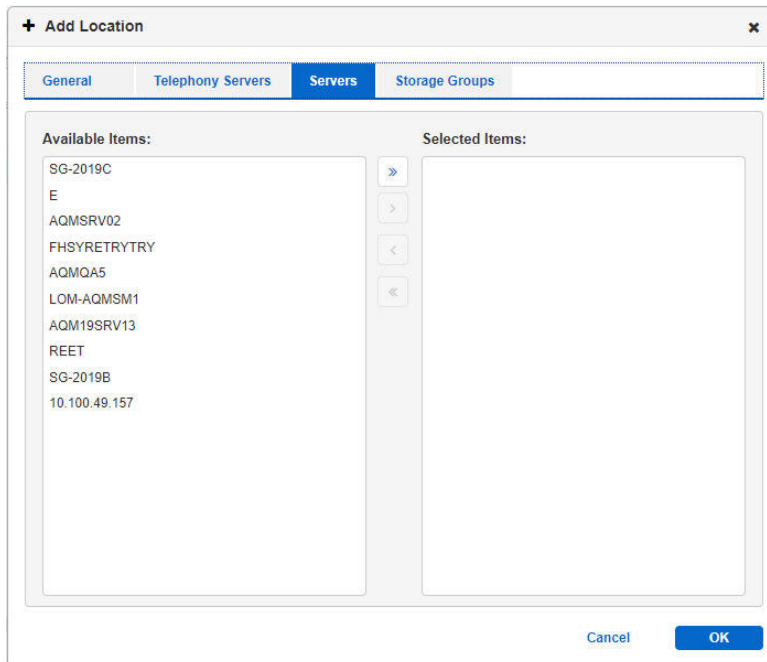 + Add Location ×
General Telephony Servers Servers Storage Groups
Available Items: Selected Items:
SG-2019C
E
AQMSRV02
FHSYRETRYTRY
AQMQA5
LOM-AQMSM1
AQM19SRV13
REET
SG-2019B
10.100.49.157
» 
>
<
«
Cancel OK